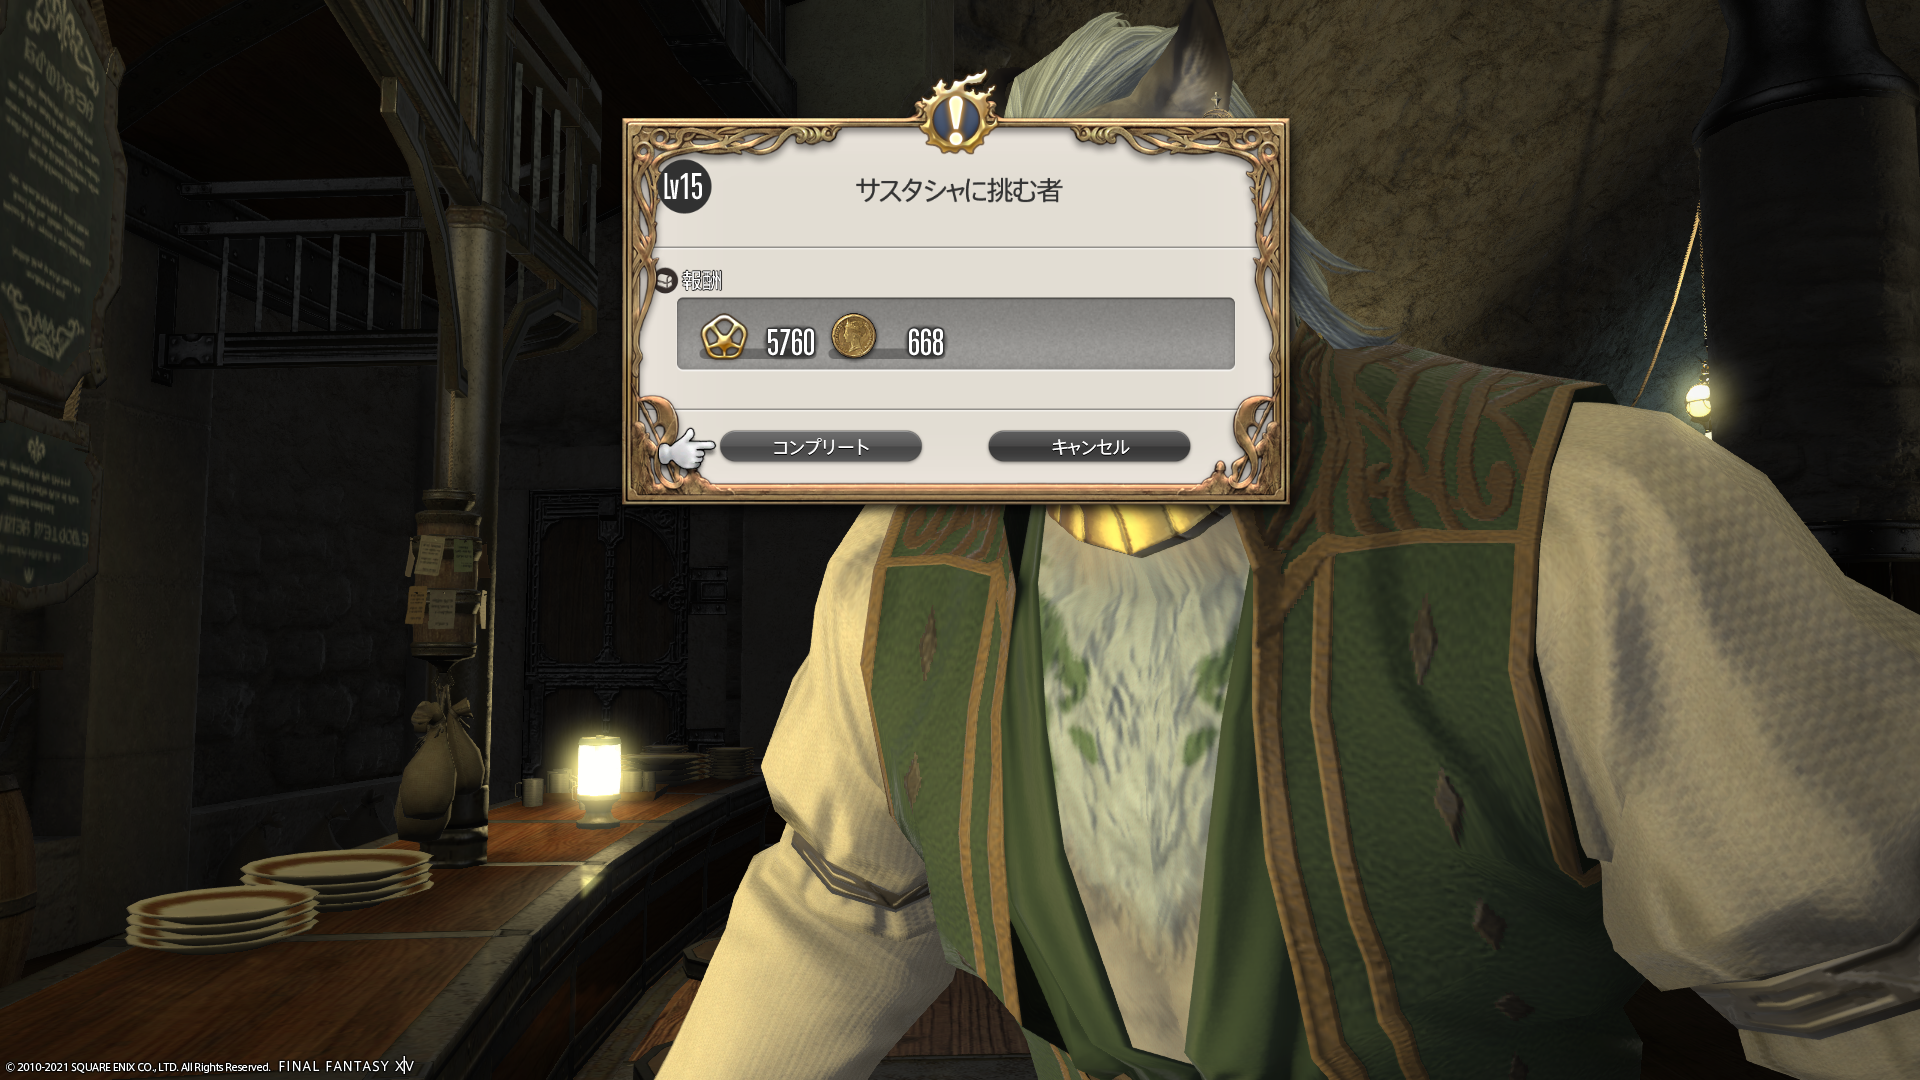 Lv15
サスタシャに挑む者
報酬
5760 668
コンプリート キャンセル
© 2010-2021 SQUARE ENIX CO., LTD. All Rights Reserved. FINAL FANTASY XIV